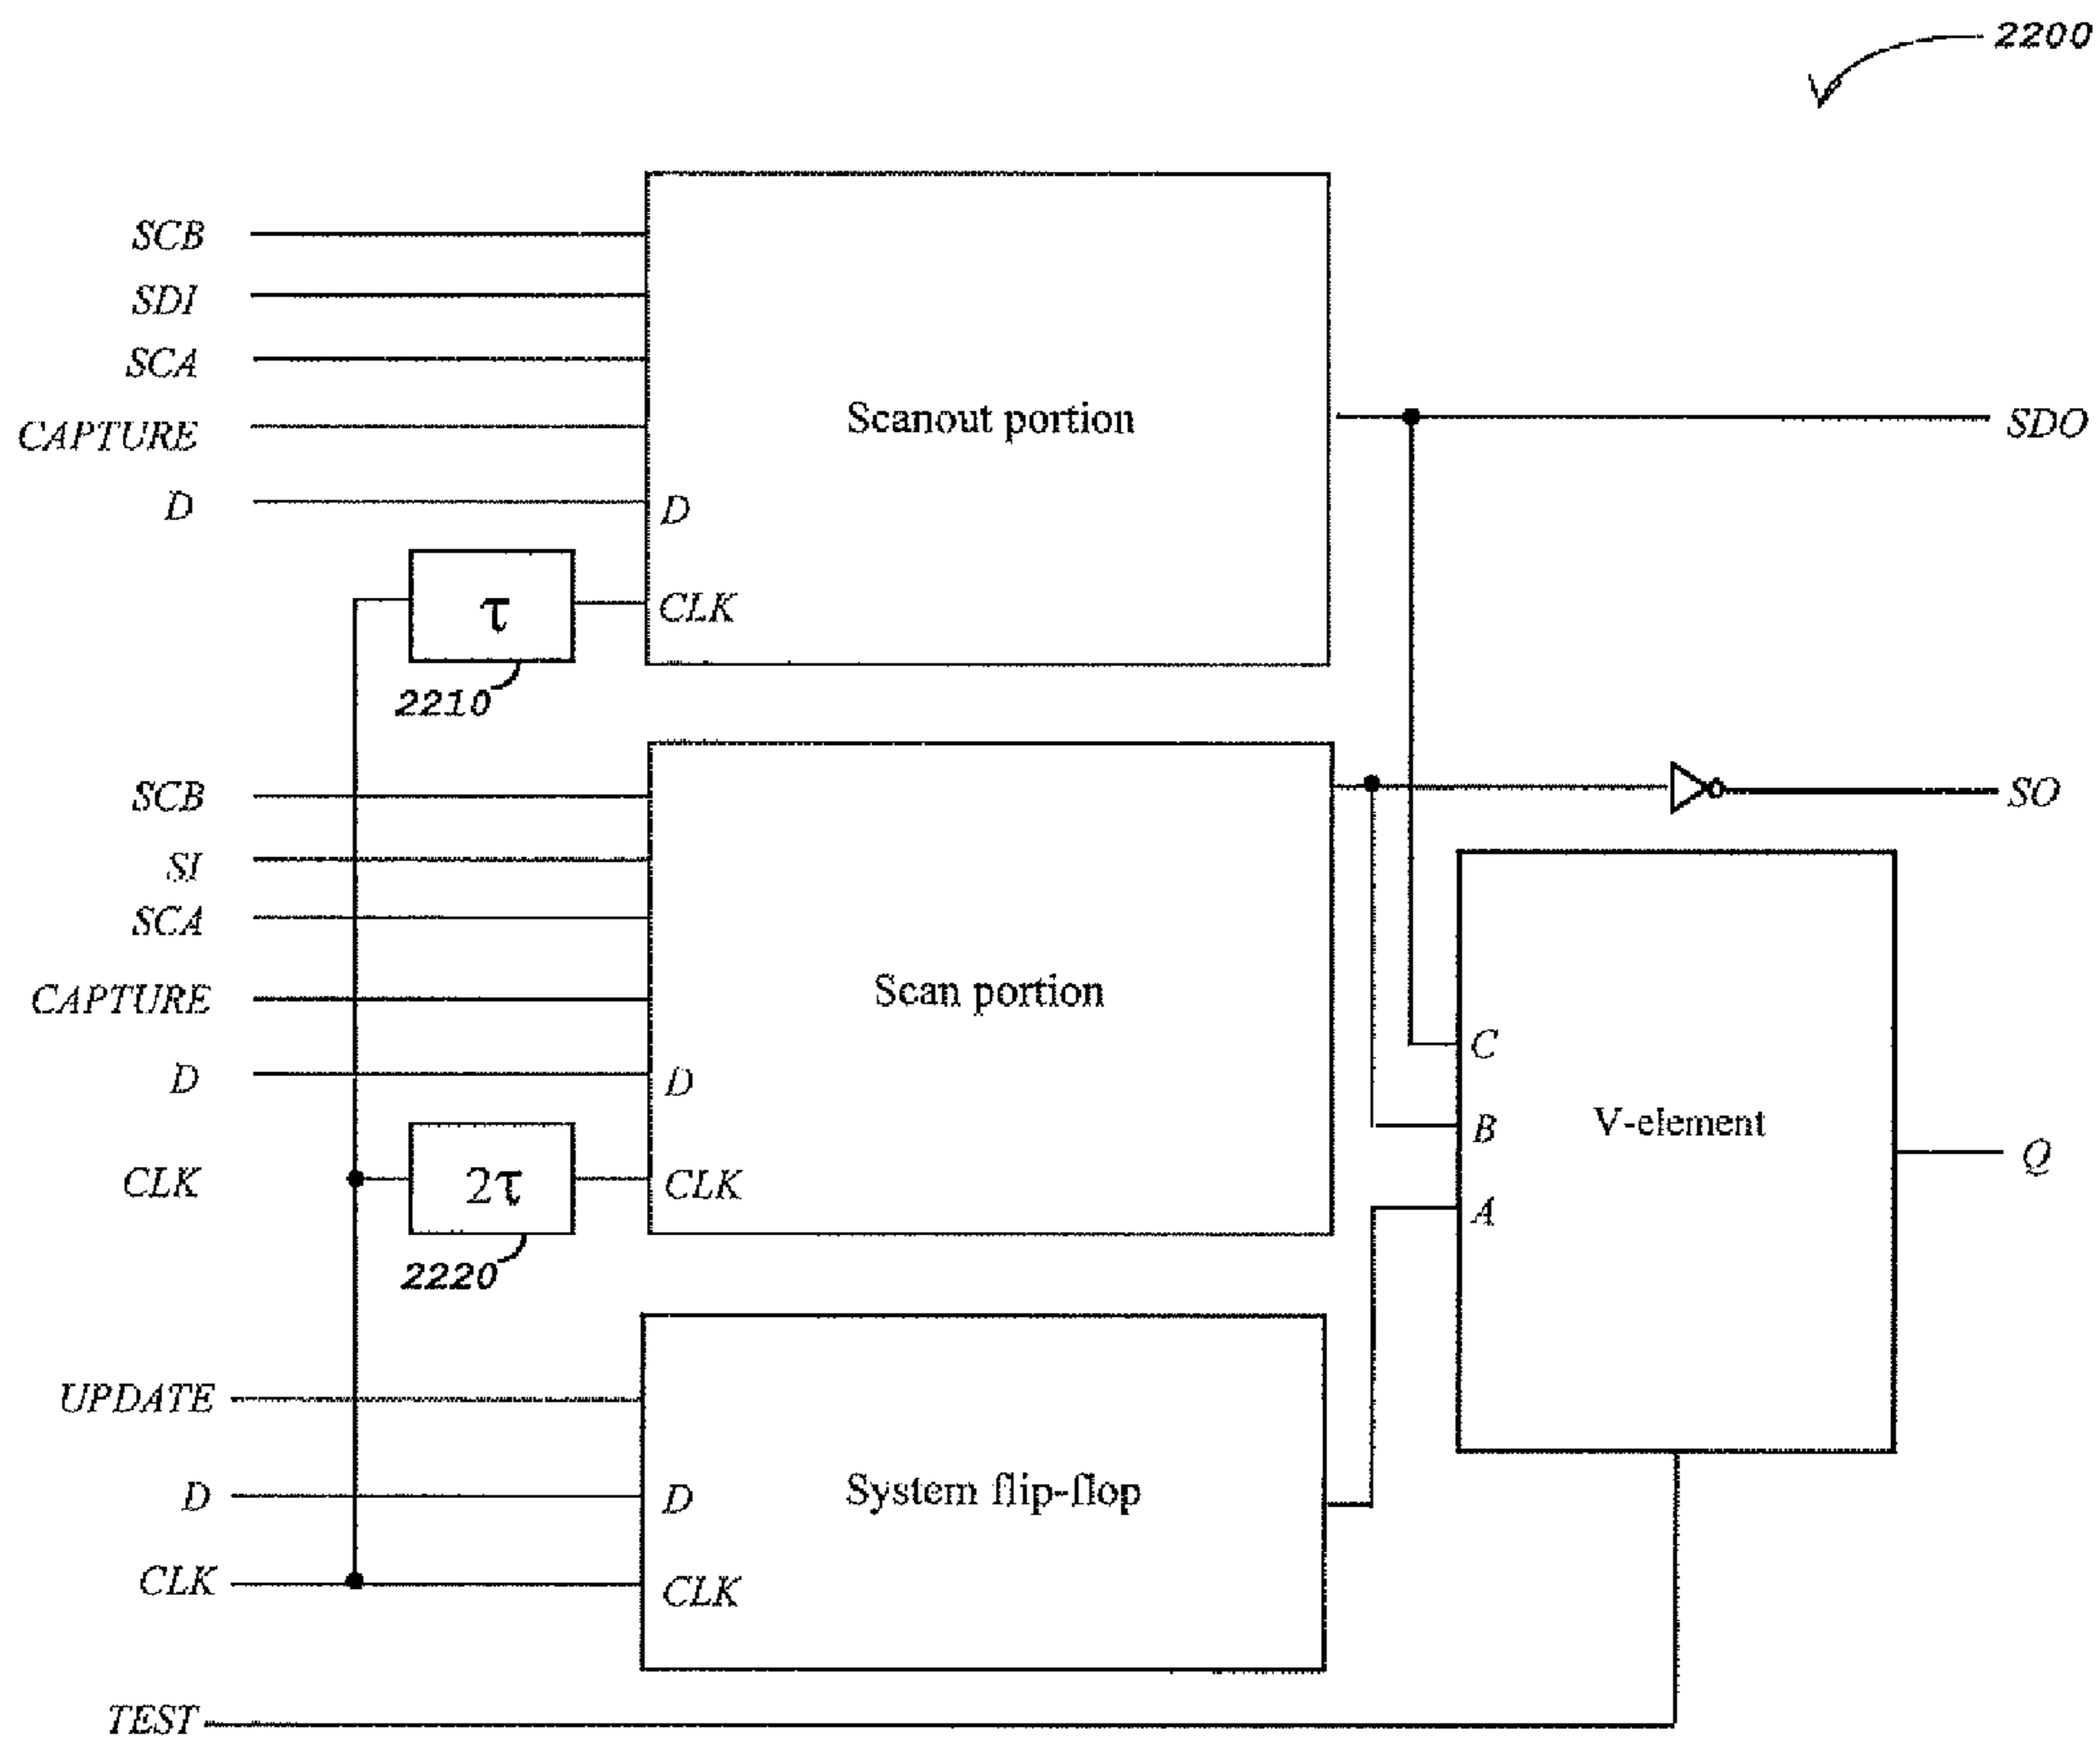 2200
SCB
SDI
SCA
CAPTURE
D
D
CLK
Scanout portion
SDO
τ
2210
SCB
SI
SCA
CAPTURE
D
D
CLK
CLK
Scan portion
SO
2τ
2220
C
B
A
V-element
Q
UPDATE
D
D
CLK
CLK
System flip-flop
TEST